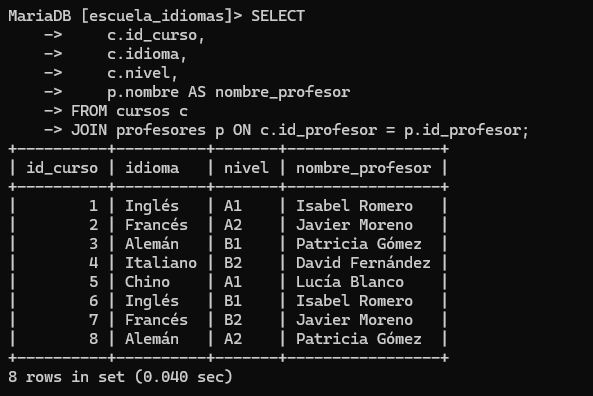 MariaDB [escuela_idiomas]> SELECT
    ->     c.id_curso,
    ->     c.idioma,
    ->     c.nivel,
    ->     p.nombre AS nombre_profesor
    -> FROM cursos c
    -> JOIN profesores p ON c.id_profesor = p.id_profesor;
+----------+----------+-------+-----------------+
| id_curso | idioma   | nivel | nombre_profesor |
+----------+----------+-------+-----------------+
|        1 | Inglés   | A1    | Isabel Romero   |
|        2 | Francés  | A2    | Javier Moreno   |
|        3 | Alemán   | B1    | Patricia Gómez  |
|        4 | Italiano | B2    | David Fernández |
|        5 | Chino    | A1    | Lucía Blanco    |
|        6 | Inglés   | B1    | Isabel Romero   |
|        7 | Francés  | B2    | Javier Moreno   |
|        8 | Alemán   | A2    | Patricia Gómez  |
+----------+----------+-------+-----------------+
8 rows in set (0.040 sec)